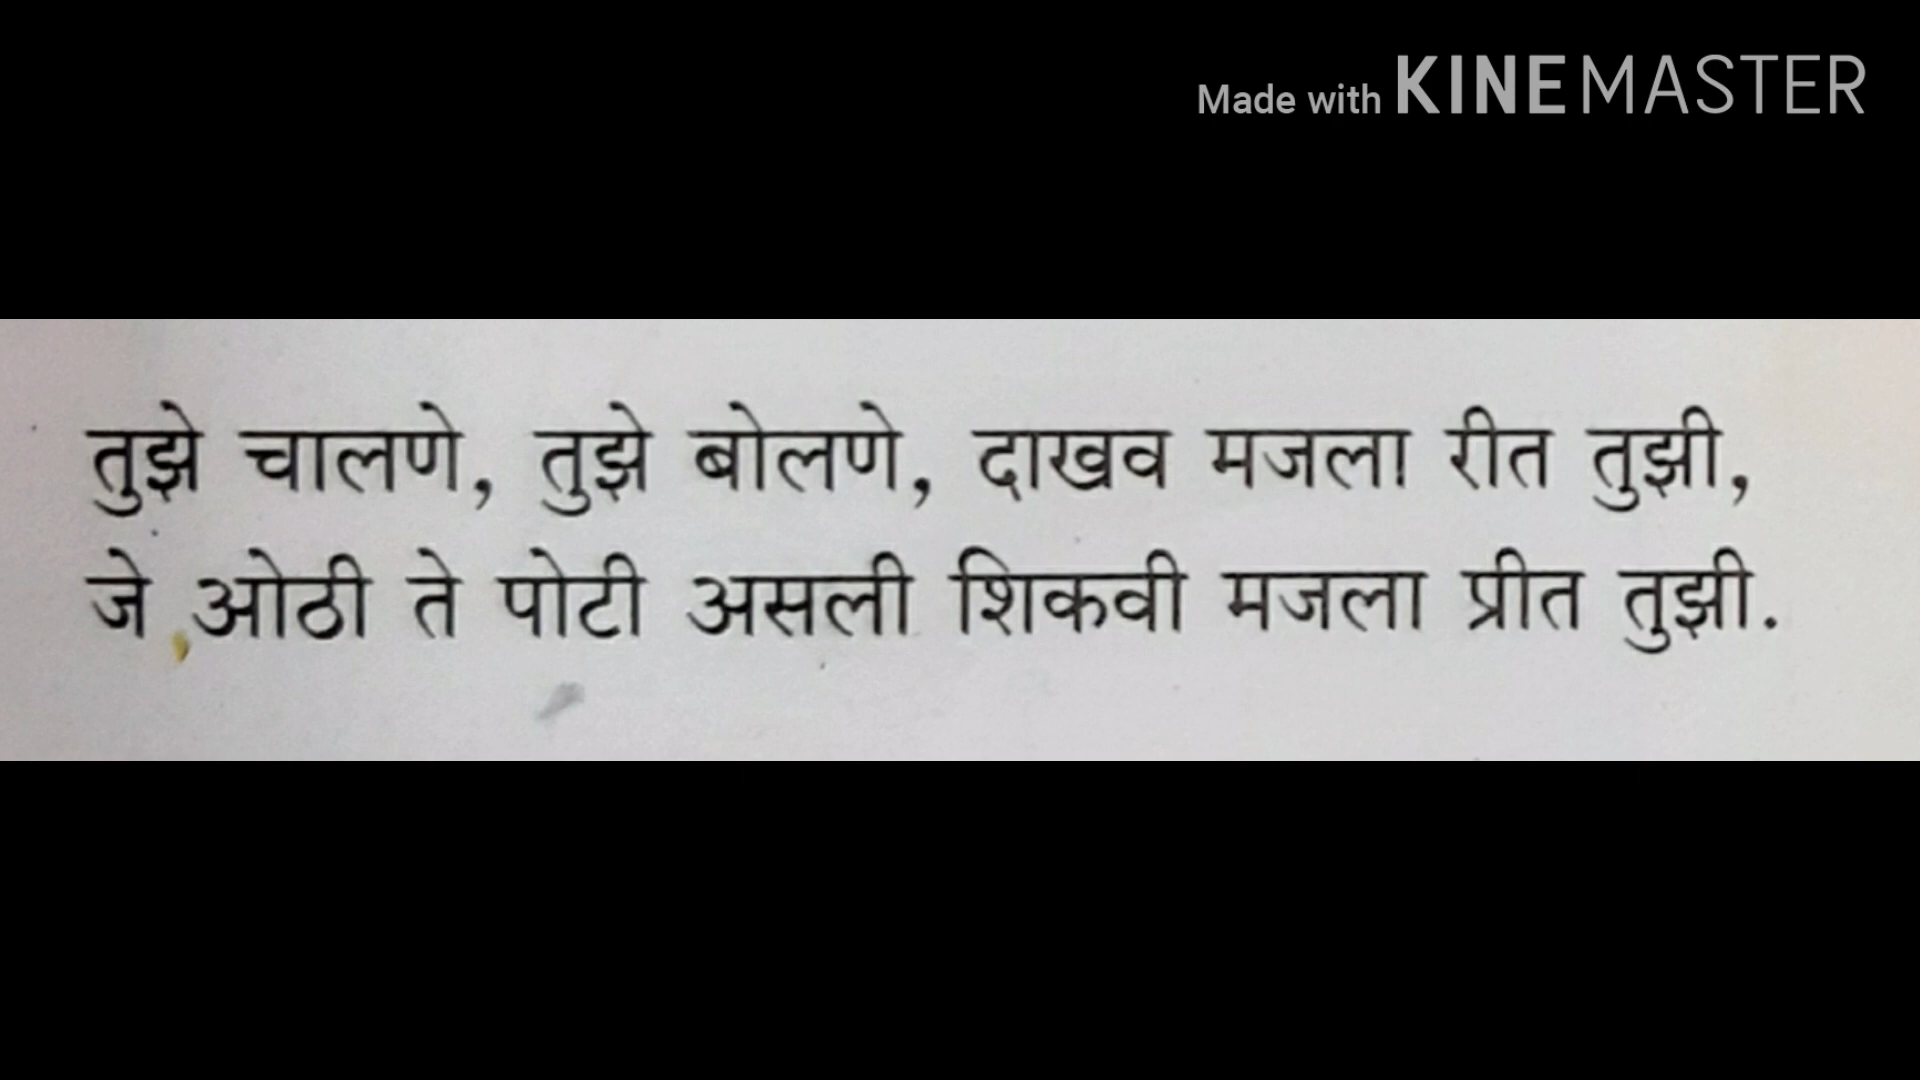 Made with KINEMASTER
तुझे चालणे, तुझे बोलणे, दाखव मजला रीत तुझी,
जे ओठी ते पोटी असली शिकवी मजला प्रीत तुझी.